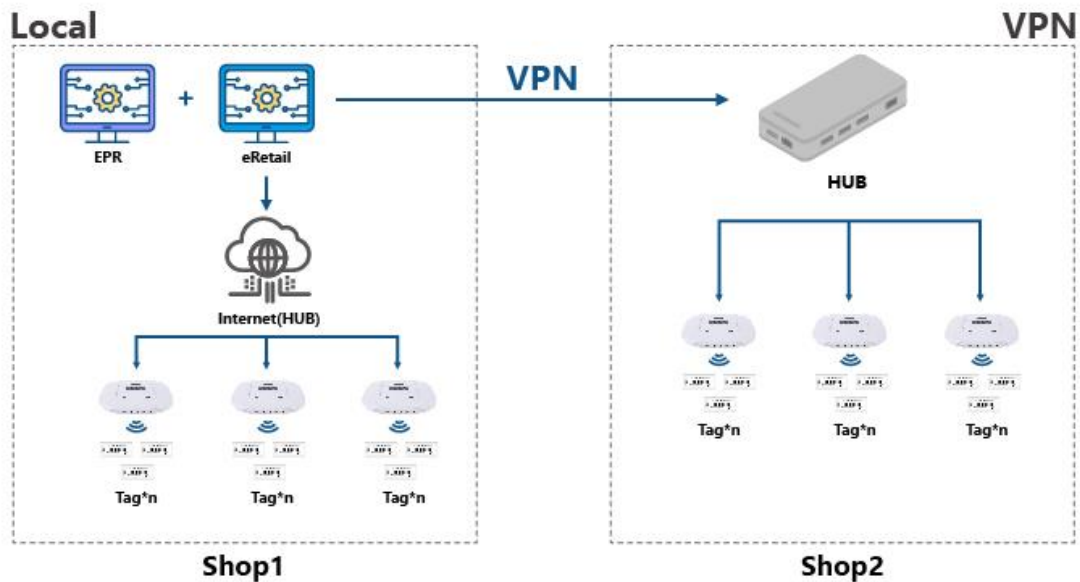 Local
VPN
VPN
EPR
+
eRetail
HUB
Internet(HUB)
Tag*n
Tag*n
Tag*n
Tag*n
Tag*n
Tag*n
Shop1
Shop2